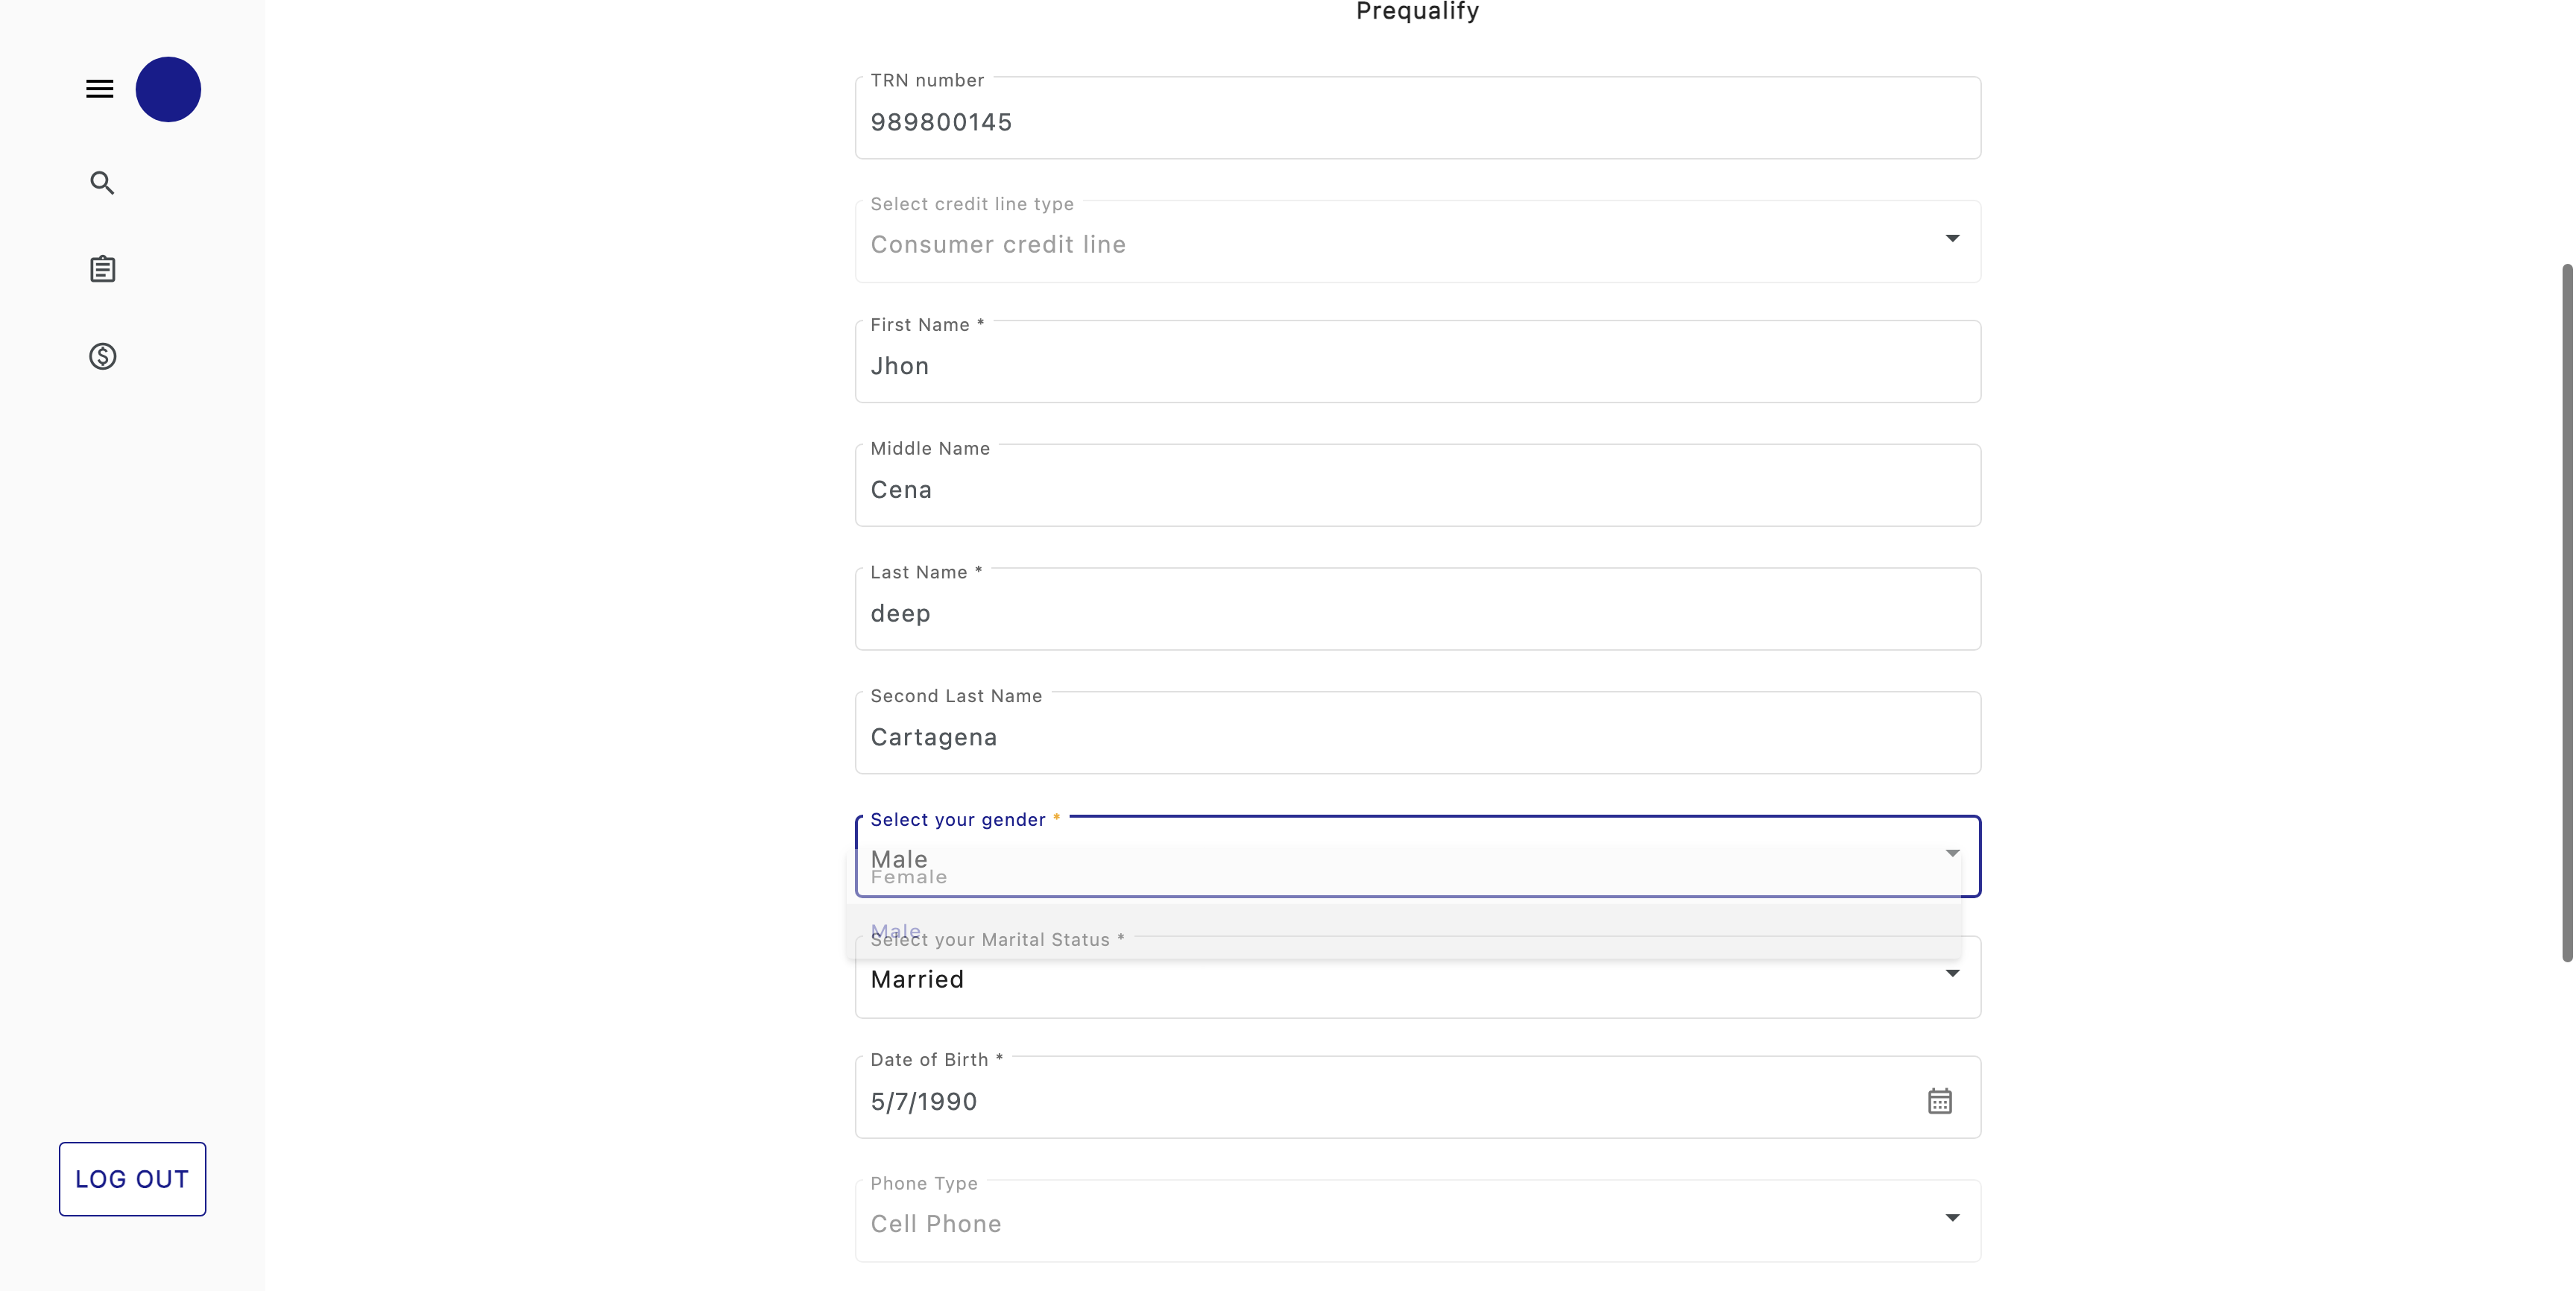 Prequalify
TRN number
989800145
Select credit line type
Consumer credit line
First Name *
Jhon
Middle Name
Cena
Last Name *
deep
Second Last Name
Cartagena
Select your gender *
Male
Female
Male
Select your Marital Status *
Married
Date of Birth *
5/7/1990
Phone Type
Cell Phone
LOG OUT